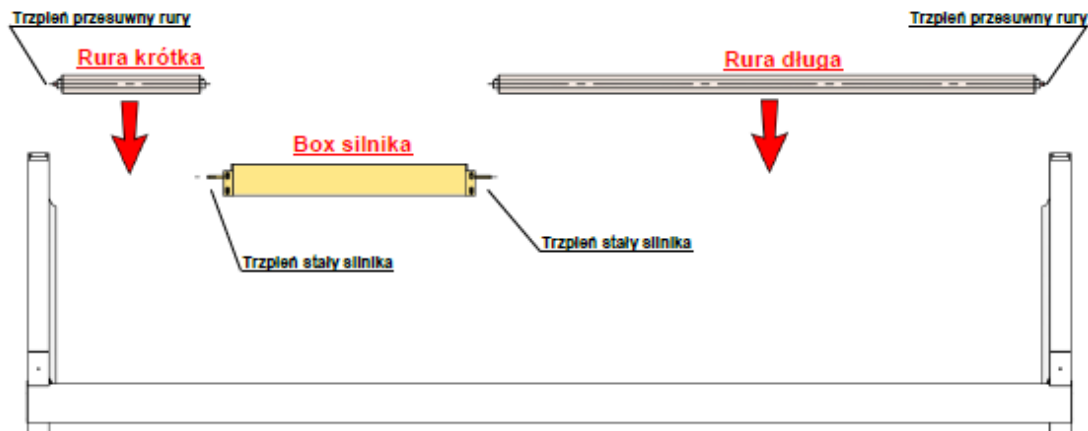 Trzpień przesuwny rury
Trzpień przesuwny rury
Rura krótka
Rura długa
Box silnika
Trzpień stały silnika
Trzpień stały silnika